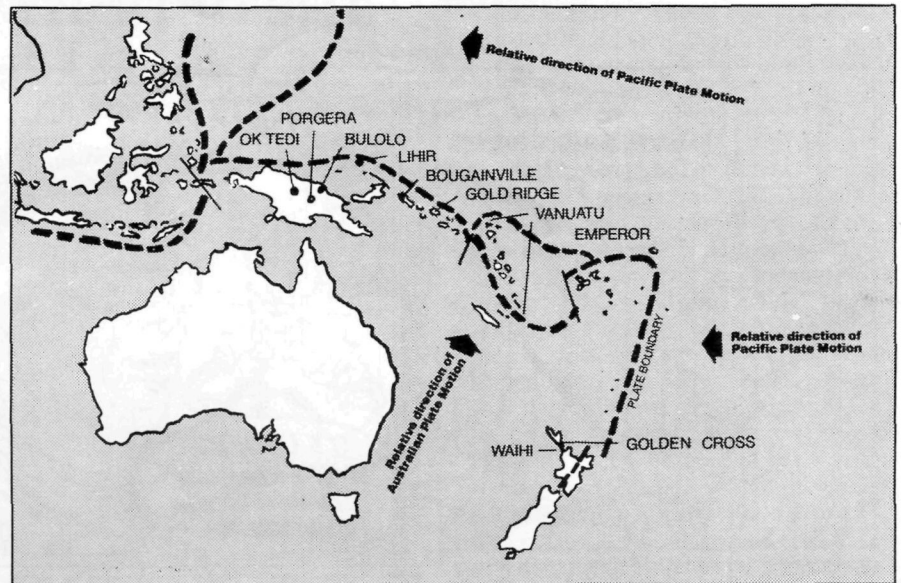 Relative direction of Pacific Plate Motion
PORGERA
OK TEDI
BULOLO
LIHIR
BOUGAINVILLE
GOLD RIDGE
VANUATU
EMPEROR
PLATE BOUNDARY
Relative direction of
Pacific Plate Motion
Relative direction of
Australian Plate Motion
WAIHI
GOLDEN CROSS